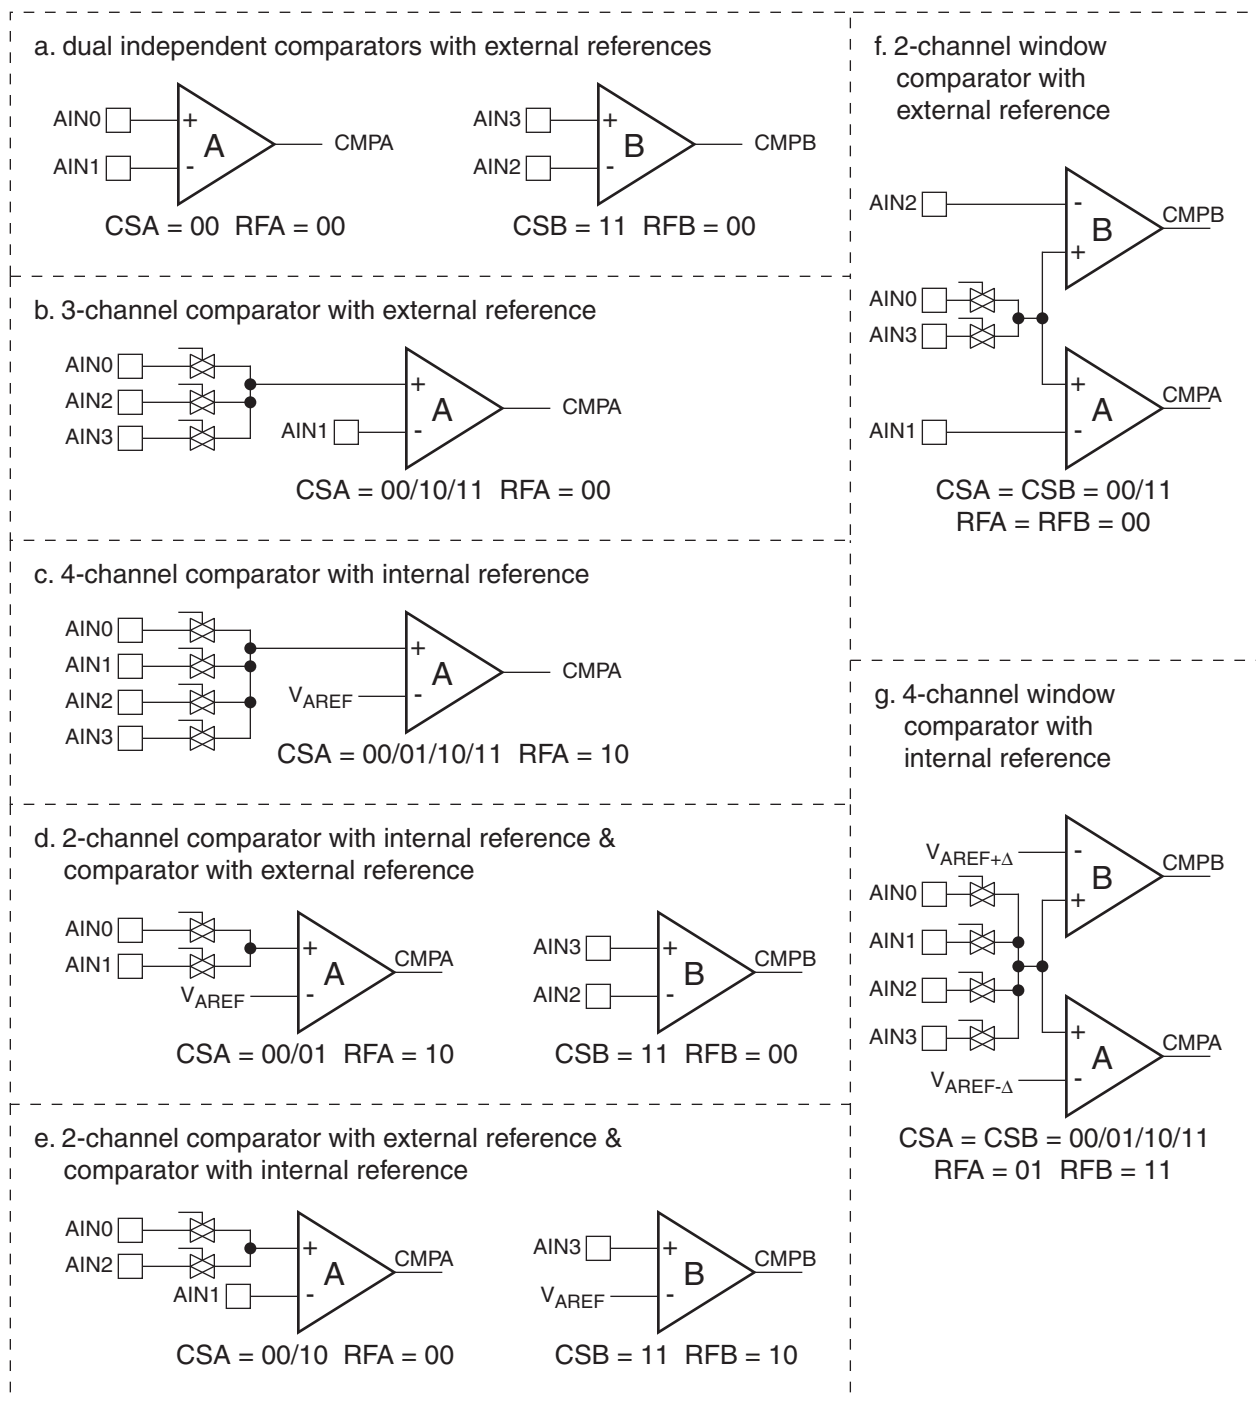 a. dual independent comparators with external references
AIN0
AIN1
+
-
A
CMPA
AIN3
AIN2
+
-
B
CMPB
CSA = 00 RFA = 00
CSB = 11 RFB = 00
b. 3-channel comparator with external reference
AIN0
AIN2
AIN3
AIN1
+
-
A
CMPA
CSA = 00/10/11 RFA = 00
c. 4-channel comparator with internal reference
AIN0
AIN1
AIN2
AIN3
VAREF
+
-
A
CMPA
CSA = 00/01/10/11 RFA = 10
d. 2-channel comparator with internal reference &
comparator with external reference
AIN0
AIN1
VAREF
+
-
A
CMPA
AIN3
AIN2
+
-
B
CMPB
CSA = 00/01 RFA = 10
CSB = 11 RFB = 00
e. 2-channel comparator with external reference &
comparator with internal reference
AIN0
AIN2
AIN1
+
-
A
CMPA
AIN3
VAREF
+
-
B
CMPB
CSA = 00/10 RFA = 00
CSB = 11 RFB = 10
f. 2-channel window
comparator with
external reference
AIN2
-
B
CMPB
+
AIN0
AIN3
+
A
CMPA
AIN1
-
CSA = CSB = 00/11
RFA = RFB = 00
g. 4-channel window
comparator with
internal reference
VAREF+Δ
-
B
CMPB
AIN0
+
AIN1
AIN2
AIN3
+
A
CMPA
VAREF-Δ
-
CSA = CSB = 00/01/10/11
RFA = 01 RFB = 11